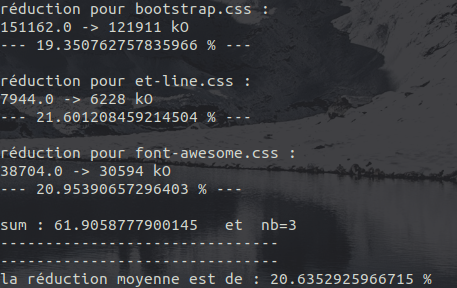 réduction pour bootstrap.css :
151162.0 -> 121911 kO
--- 19.350762757835966 % ---
réduction pour et-line.css :
7944.0 -> 6228 kO
--- 21.601208459214504 % ---
réduction pour font-awesome.css :
38704.0 -> 30594 kO
--- 20.95390657296403 % ---
sum : 61.9058777900145   et  nb=3
-------------------------------
-------------------------------
la réduction moyenne est de : 20.6352925966715 %